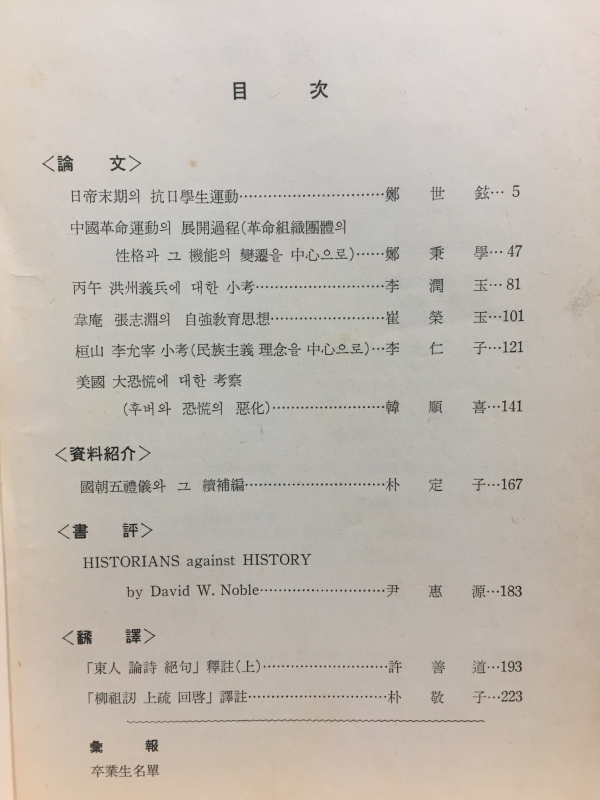 目 次
〈論 文〉
日帝末期의 抗日學生運動……………………………鄭 世 鉉… 5
中國革命運動의 展開過程(革命組織團體의
性格과 그 機能의 變遷을 中心으로)……鄭 秉 學… 47
丙午 洪州義兵에 대한 小考…………………………李 潤 玉… 81
韋庵 張志淵의 自強敎育思想…………………………崔 榮 玉…101
桓山 李允宰 小考(民族主義 理念을 中心으로)…李 仁 子…121
美國 大恐慌에 대한 考察
(후버와 恐慌의 惡化)………………………韓 順 喜…141
〈資料紹介〉
國朝五禮儀와 그 續補編……………………………朴 定 子…167
〈書 評〉
HISTORIANS against HISTORY
by David W. Noble…………………………尹 惠 源…183
〈飜 譯〉
「東人 論詩 絕句」釋註(上)…………………………許 善 道…193
「柳祖訒 上疏 回啓」譯註……………………………朴 敬 子…223
彙 報
卒業生名單